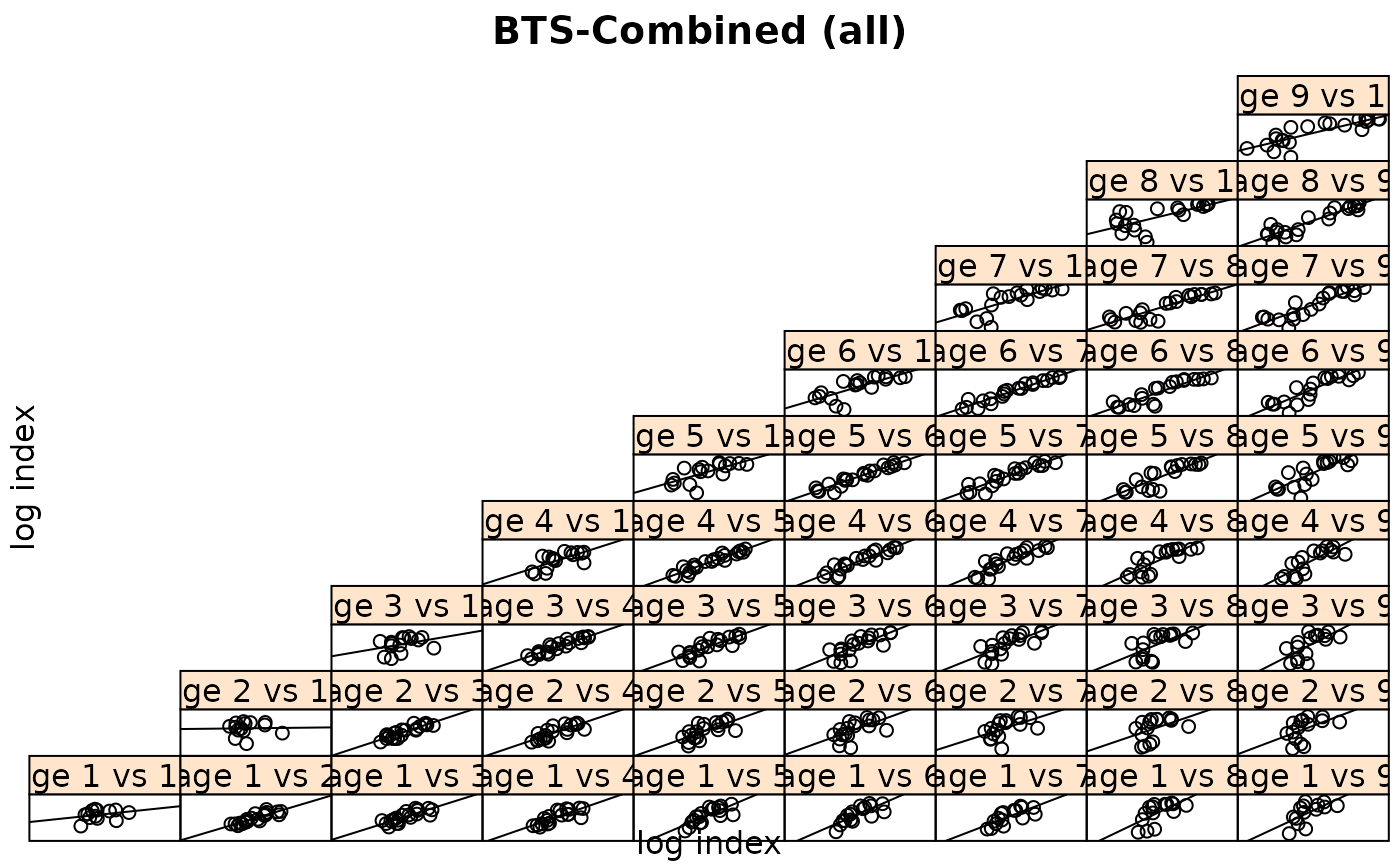 BTS-Combined (all)
ge 9 vs 1
ge 8 vs 1 age 8 vs 9
ge 7 vs 1 age 7 vs 8 age 7 vs 9
ge 6 vs 1 age 6 vs 7 age 6 vs 8 age 6 vs 9
ge 5 vs 1 age 5 vs 6 age 5 vs 7 age 5 vs 8 age 5 vs 9
ge 4 vs 1 age 4 vs 5 age 4 vs 6 age 4 vs 7 age 4 vs 8 age 4 vs 9
ge 3 vs 1 age 3 vs 4 age 3 vs 5 age 3 vs 6 age 3 vs 7 age 3 vs 8 age 3 vs 9
ge 2 vs 1 age 2 vs 3 age 2 vs 4 age 2 vs 5 age 2 vs 6 age 2 vs 7 age 2 vs 8 age 2 vs 9
ge 1 vs 1 age 1 vs 2 age 1 vs 3 age 1 vs 4 age 1 vs 5 age 1 vs 6 age 1 vs 7 age 1 vs 8 age 1 vs 9
log index
log index